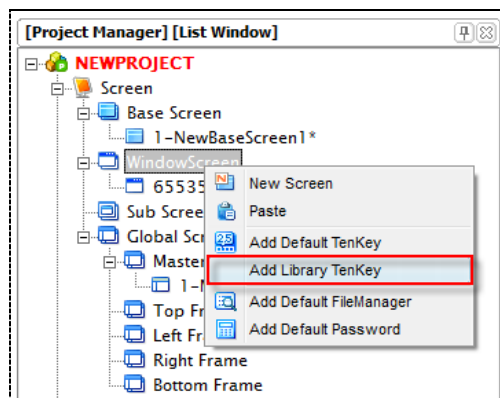 [Project Manager] [List Window]
NEWPROJECT
Screen
Base Screen
1-NewBaseScreen1*
WindowScreen
65535
New Screen
Sub Scree
Paste
Global Scr
Add Default TenKey
Master
Add Library TenKey
Top Fr
Add Default FileManager
Left Fr
Add Default Password
Right Frame
Bottom Frame